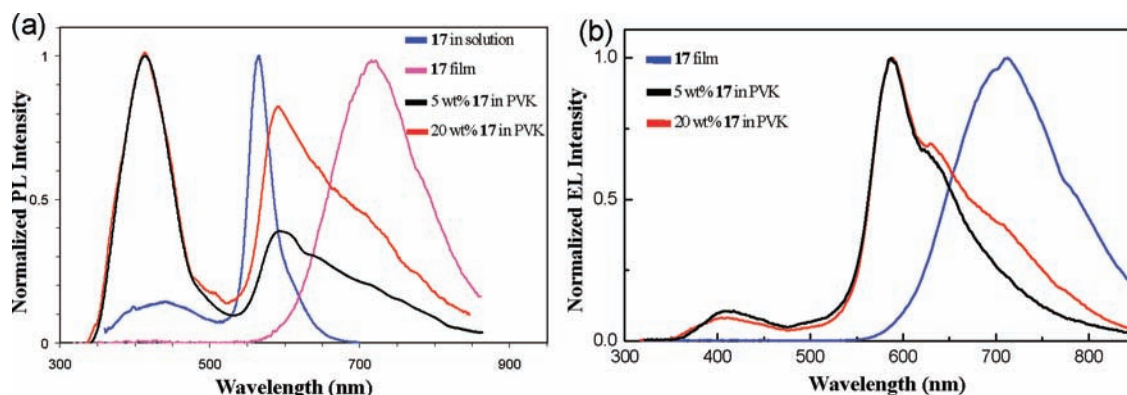 (a)
17 in solution
17 film
5 wt% 17 in PVK
20 wt% 17 in PVK
Normalized PL Intensity
1
0.5
0
300
500
700
900
Wavelength (nm)
(b)
17 film
5 wt% 17 in PVK
20 wt% 17 in PVK
Normalized EL Intensity
1.0
0.5
0.0
300
400
500
600
700
800
Wavelength (nm)